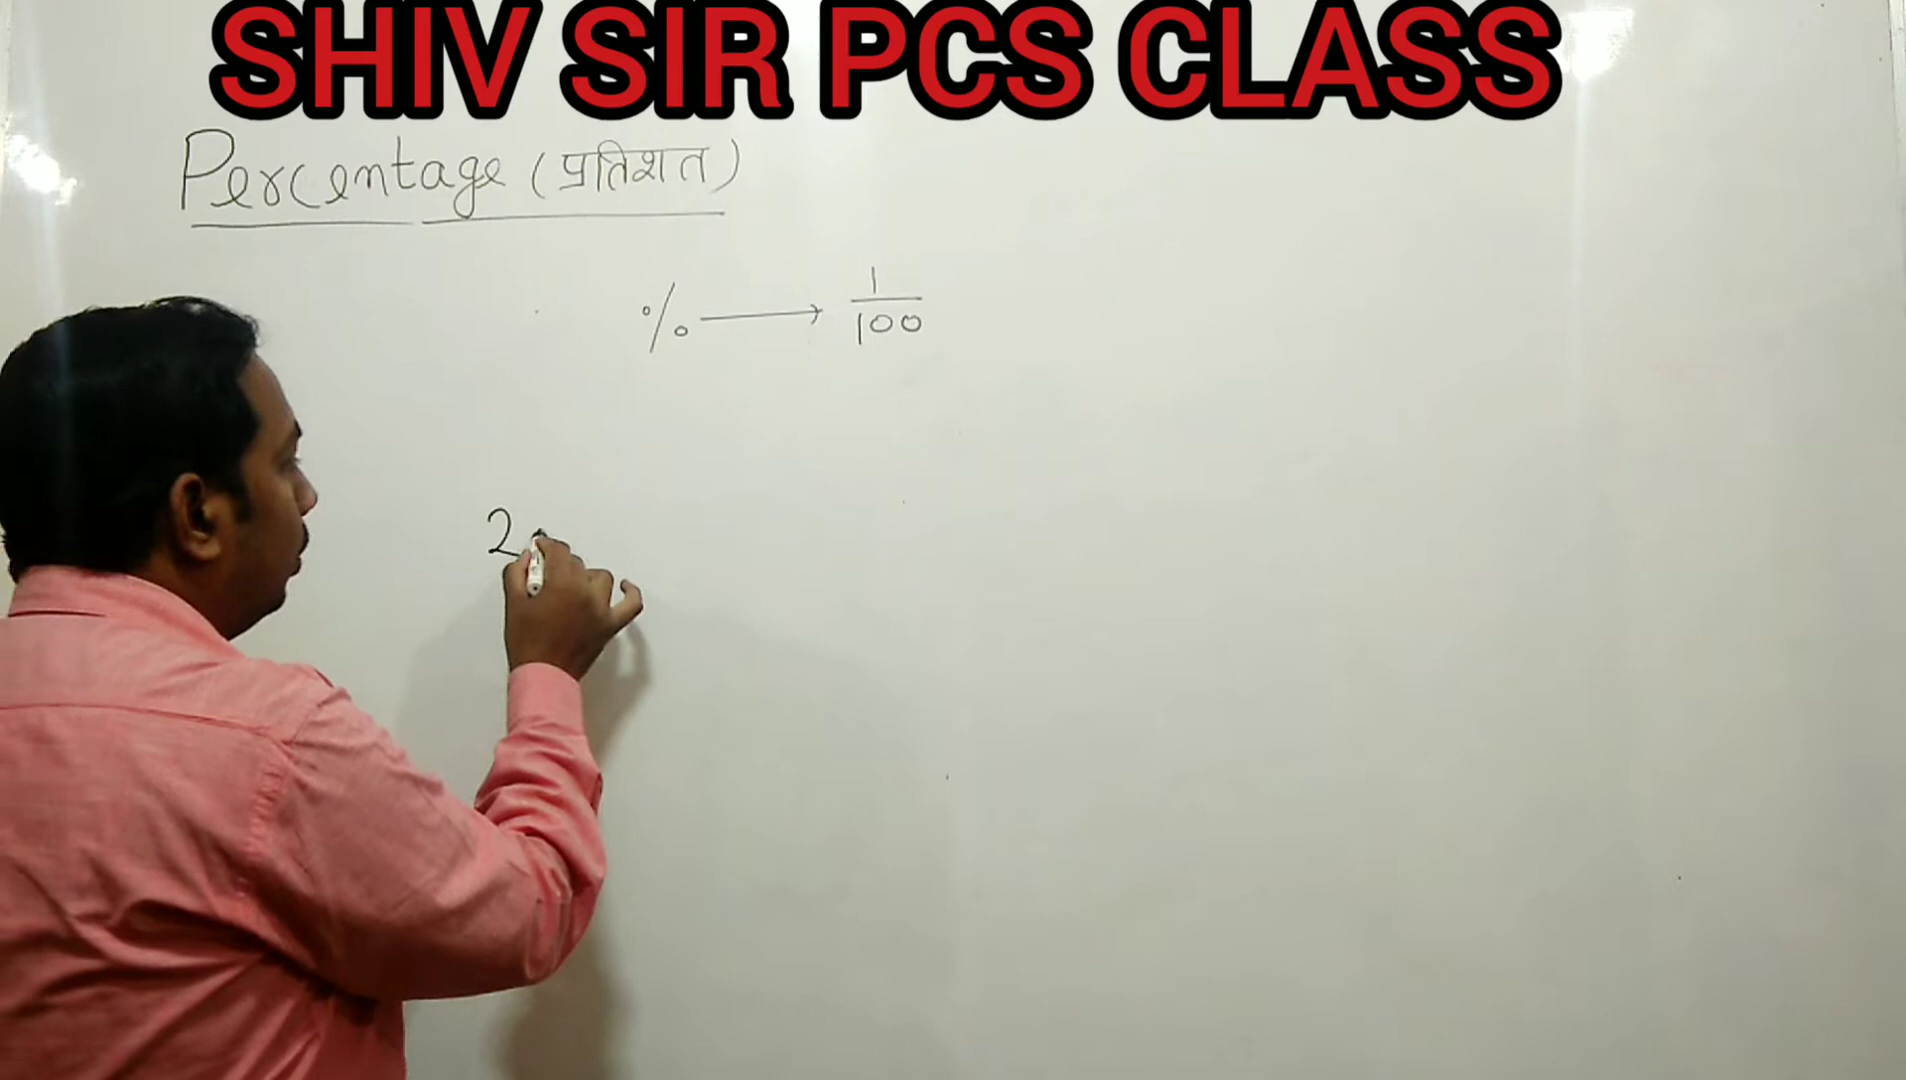 SHIV SIR PCS CLASS
Percentage (प्रतिशत)
% → 1/100
2